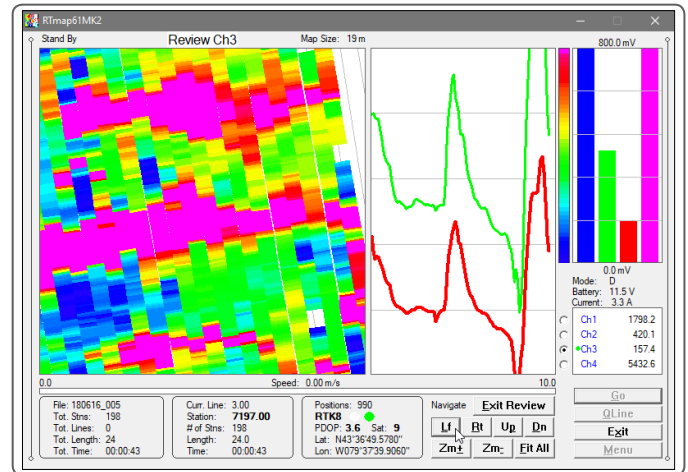 RTmap61MK2
Stand By
Review Ch3
Map Size: 19 m
800.0 mV
0.0 mV
Mode: D
Battery: 11.5 V
Current: 3.3 A
Ch1 1798.2
Ch2 420.1
Ch3 157.4
Ch4 5432.6
0.0
Speed: 0.00 m/s
10.0
File: 180616_005
Tot. Stns: 198
Tot. Lines: 0
Tot. Length: 24
Tot. Time: 00:00:43
Curr. Line: 3.00
Station: 7197.00
# of Stns: 198
Length: 24.0
Time: 00:00:43
Positions: 990
RTK8
PDOP: 3.6 Sat: 9
Lat: N43°36'49.5780"
Lon: W079°37'39.9060"
Navigate
Exit Review
Lf
Rt
Up
Dn
Zm+
Zm-
Fit All
Go
QLine
Exit
Menu